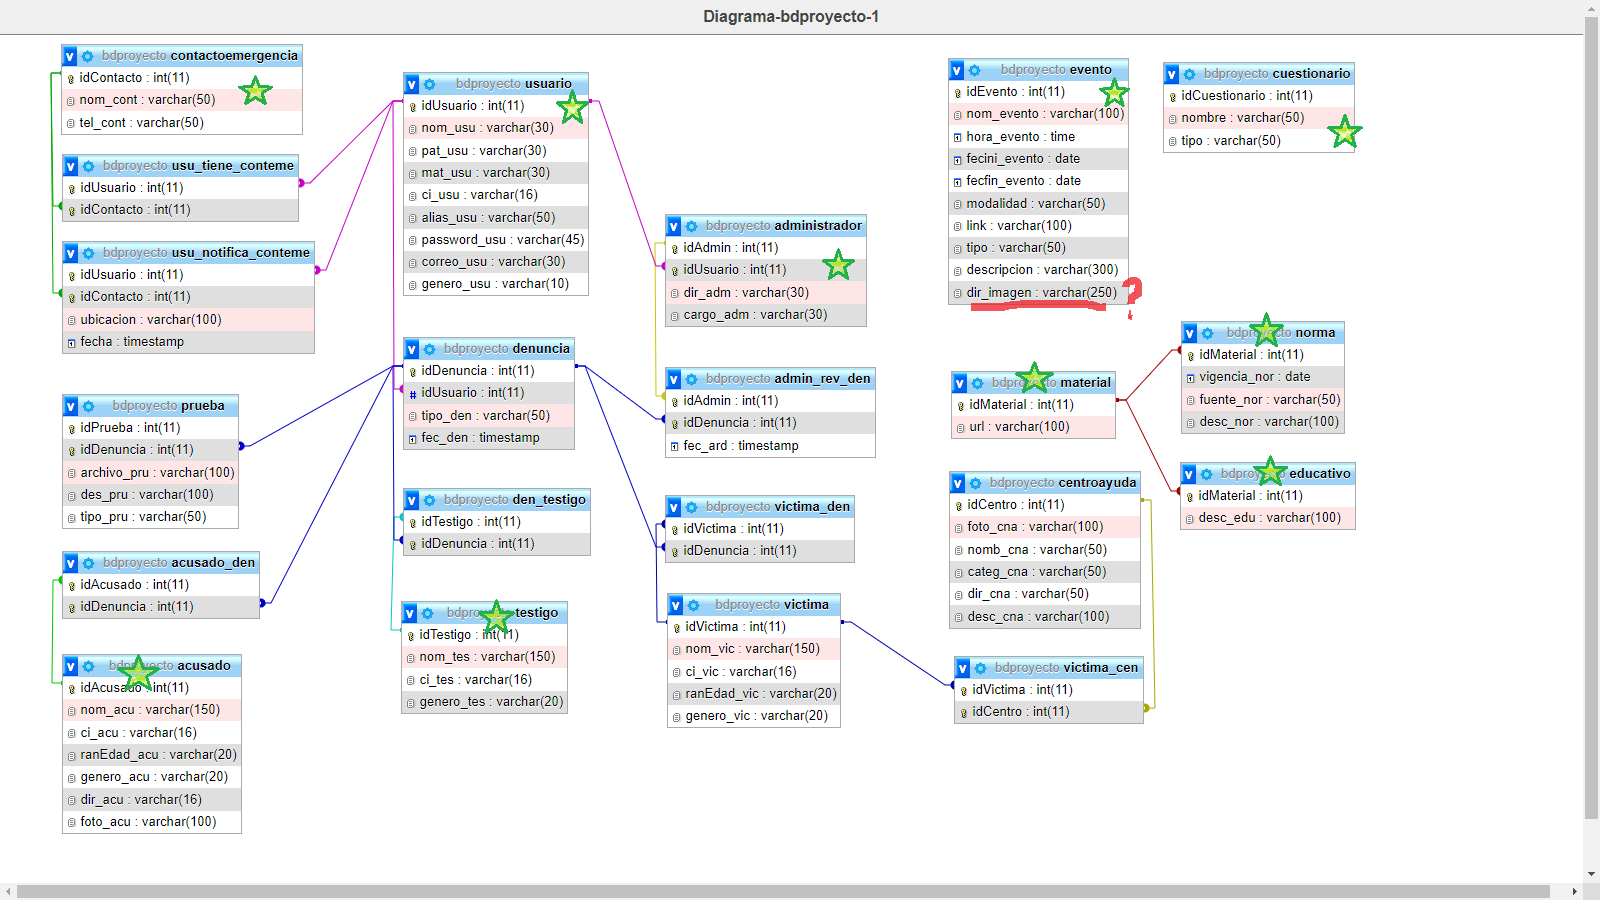 Diagrama-bdproyecto-1
bdproyecto contactoemergencia
idContacto : int(11)
nom_cont : varchar(50)
tel_cont : varchar(50)
bdproyecto usu_tiene_conteme
idUsuario : int(11)
idContacto : int(11)
bdproyecto usu_notifica_conteme
idUsuario : int(11)
idContacto : int(11)
ubicacion : varchar(100)
fecha : timestamp
bdproyecto prueba
idPrueba : int(11)
idDenuncia : int(11)
archivo_pru : varchar(100)
des_pru : varchar(100)
tipo_pru : varchar(50)
bdproyecto acusado_den
idAcusado : int(11)
idDenuncia : int(11)
bdproyecto acusado
idAcusado : int(11)
nom_acu : varchar(150)
ci_acu : varchar(16)
ranEdad_acu : varchar(20)
genero_acu : varchar(20)
dir_acu : varchar(16)
foto_acu : varchar(100)
bdproyecto usuario
idUsuario : int(11)
nom_usu : varchar(30)
pat_usu : varchar(30)
mat_usu : varchar(30)
ci_usu : varchar(16)
alias_usu : varchar(50)
password_usu : varchar(45)
correo_usu : varchar(30)
genero_usu : varchar(10)
bdproyecto denuncia
idDenuncia : int(11)
# idUsuario : int(11)
tipo_den : varchar(50)
fec_den : timestamp
bdproyecto den_testigo
idTestigo : int(11)
idDenuncia : int(11)
bdproyecto testigo
idTestigo : int(11)
nom_tes : varchar(150)
ci_tes : varchar(16)
genero_tes : varchar(20)
bdproyecto administrador
idAdmin : int(11)
idUsuario : int(11)
dir_adm : varchar(30)
cargo_adm : varchar(30)
bdproyecto admin_rev_den
idAdmin : int(11)
idDenuncia : int(11)
fec_ard : timestamp
bdproyecto victima_den
idVictima : int(11)
idDenuncia : int(11)
bdproyecto victima
idVictima : int(11)
nom_vic : varchar(150)
ci_vic : varchar(16)
ranEdad_vic : varchar(20)
genero_vic : varchar(20)
bdproyecto evento
idEvento : int(11)
nom_evento : varchar(100)
hora_evento : time
fecini_evento : date
fecfin_evento : date
modalidad : varchar(50)
link : varchar(100)
tipo : varchar(50)
descripcion : varchar(300)
dir_imagen : varchar(250) ?
bdproyecto cuestionario
idCuestionario : int(11)
nombre : varchar(50)
tipo : varchar(50)
bdproyecto material
idMaterial : int(11)
url : varchar(100)
bdproyecto norma
idMaterial : int(11)
vigencia_nor : date
fuente_nor : varchar(50)
desc_nor : varchar(100)
bdproyecto educativo
idMaterial : int(11)
desc_edu : varchar(100)
bdproyecto centroayuda
idCentro : int(11)
foto_cna : varchar(100)
nomb_cna : varchar(50)
categ_cna : varchar(50)
dir_cna : varchar(50)
desc_cna : varchar(100)
bdproyecto victima_cen
idVictima : int(11)
idCentro : int(11)